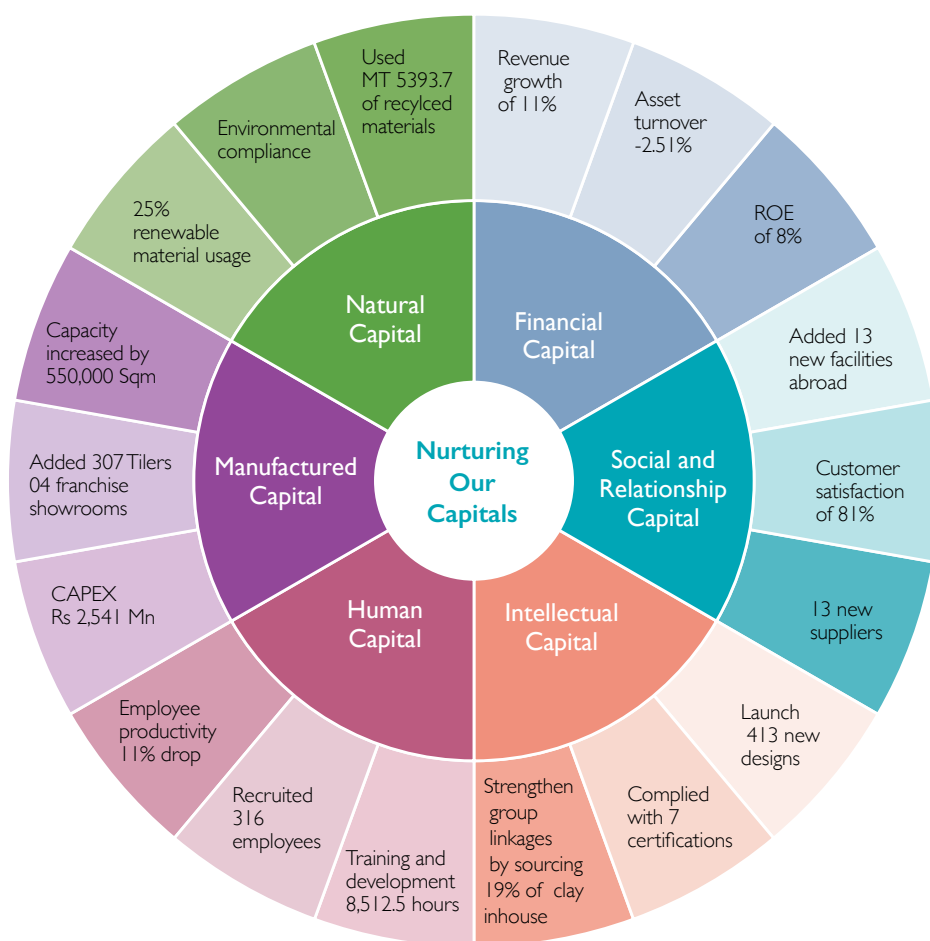 Used
MT 5393.7
of recylced
materials
Revenue
growth
of 11%
Asset
turnover
-2.51%
Environmental
compliance
25%
renewable
material usage
ROE
of 8%
Natural
Capital
Financial
Capital
Capacity
increased by
550,000 Sqm
Added 13
new facilities
abroad
Added 307 Tilers
04 franchise
showrooms
Manufactured
Capital
Nurturing
Our
Capitals
Social and
Relationship
Capital
Customer
satisfaction
of 81%
CAPEX
Rs 2,541 Mn
Human
Capital
Intellectual
Capital
13 new
suppliers
Employee
productivity
11% drop
Launch
413 new
designs
Recruited
316
employees
Training and
development
8,512.5 hours
Strengthen
group
linkages
by sourcing
19% of clay
inhouse
Complied
with 7
certifications